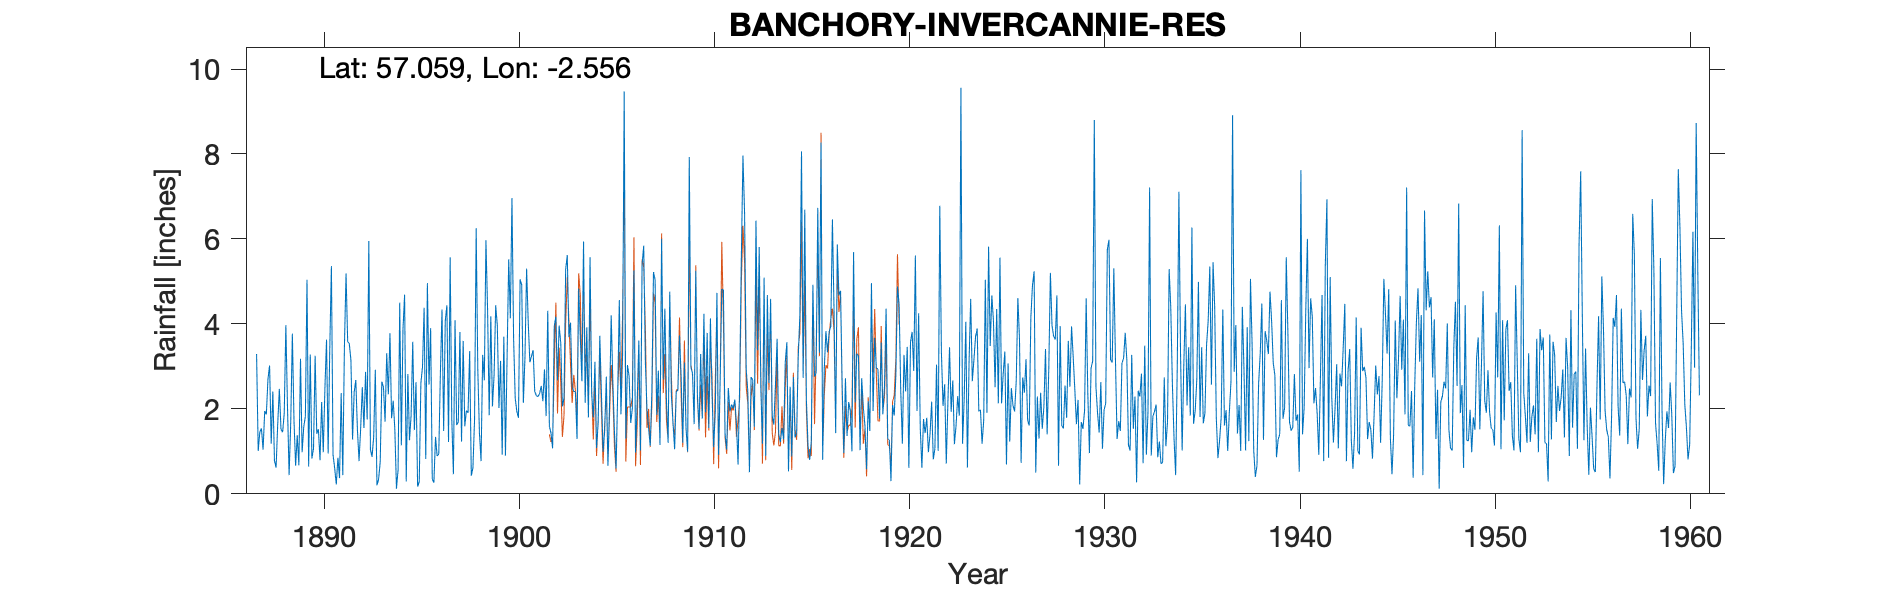 BANCHORY-INVERCANNIE-RES
Lat: 57.059, Lon: -2.556
10
8
6
4
2
0
Rainfall [inches]
1890 1900 1910 1920 1930 1940 1950 1960
Year